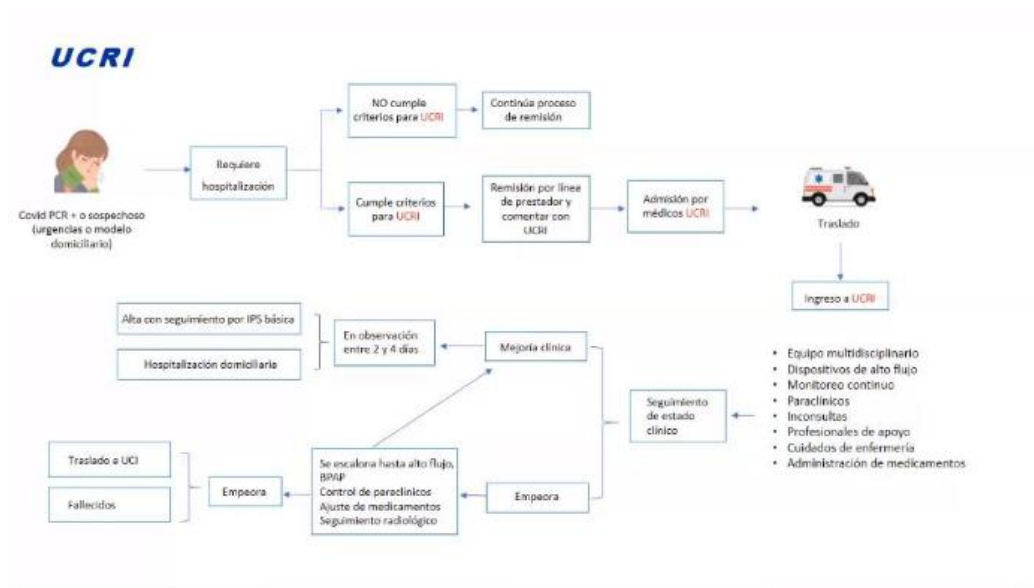 UCRI
NO cumple
criterios para UCRI
Continúa proceso
de remisión
Requiere
hospitalización
Covid PCR + o sospechoso
(urgencias o modelo
domiciliario)
Cumple criterios
para UCRI
Remisión por línea
de prestador y
comentar con
UCRI
Admisión por
médicos UCRI
Traslado
Ingreso a UCRI
Equipo multidisciplinario
Dispositivos de alto flujo
Monitoreo continuo
Paraclínicos
Inconsultas
Profesionales de apoyo
Cuidados de enfermería
Administración de medicamentos
Seguimiento
de estado
clínico
Mejoría clínica
En observación
entre 2 y 4 días
Alta con seguimiento por IPS básica
Hospitalización domiciliaria
Empeora
Se escalona hasta alto flujo,
BPAP
Control de paraclínicos
Ajuste de medicamentos
Seguimiento radiológico
Empeora
Traslado a UCI
Fallecidos